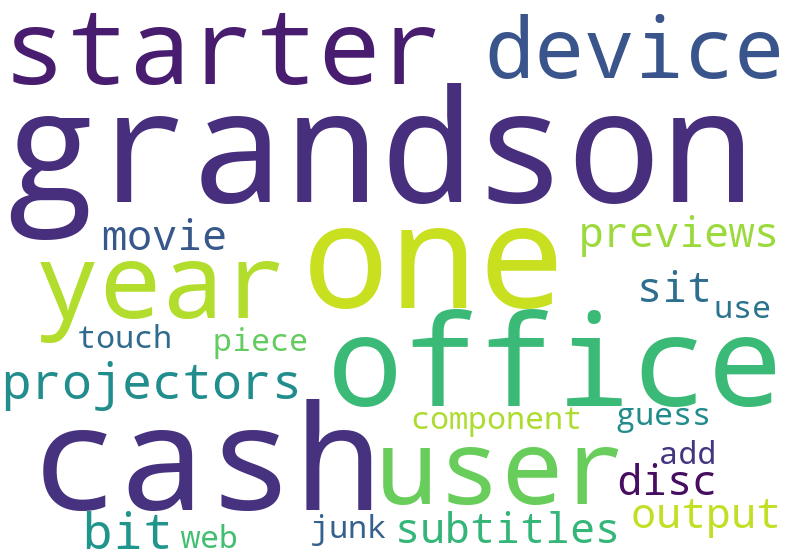 starter device
grandson
movie one previews
year sit
use
touch piece office
projectors
component guess
cash user add
disc
output
bit web junk subtitles